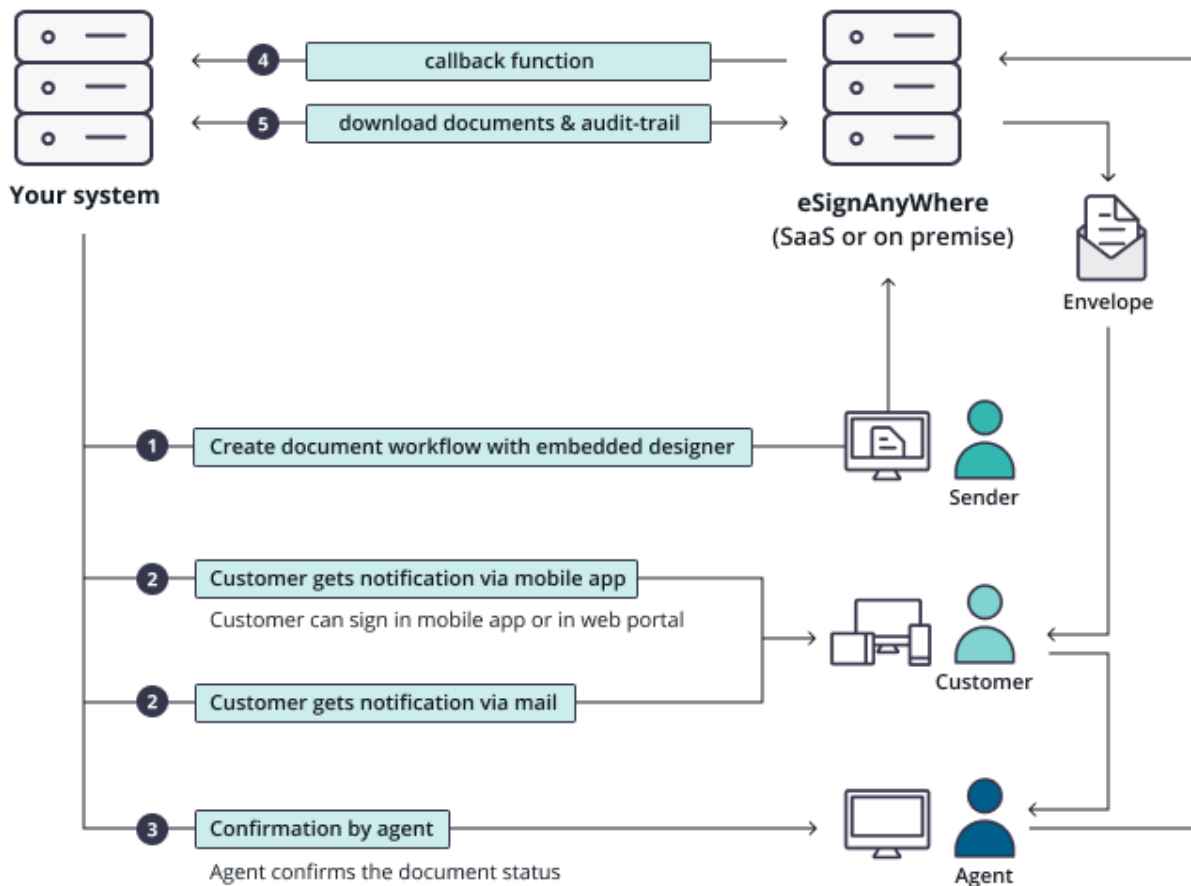 4 callback function
5 download documents & audit-trail
Your system
eSignAnyWhere
(SaaS or on premise)
Envelope
1 Create document workflow with embedded designer
Sender
2 Customer gets notification via mobile app
Customer can sign in mobile app or in web portal
Customer
2 Customer gets notification via mail
3 Confirmation by agent
Agent confirms the document status
Agent